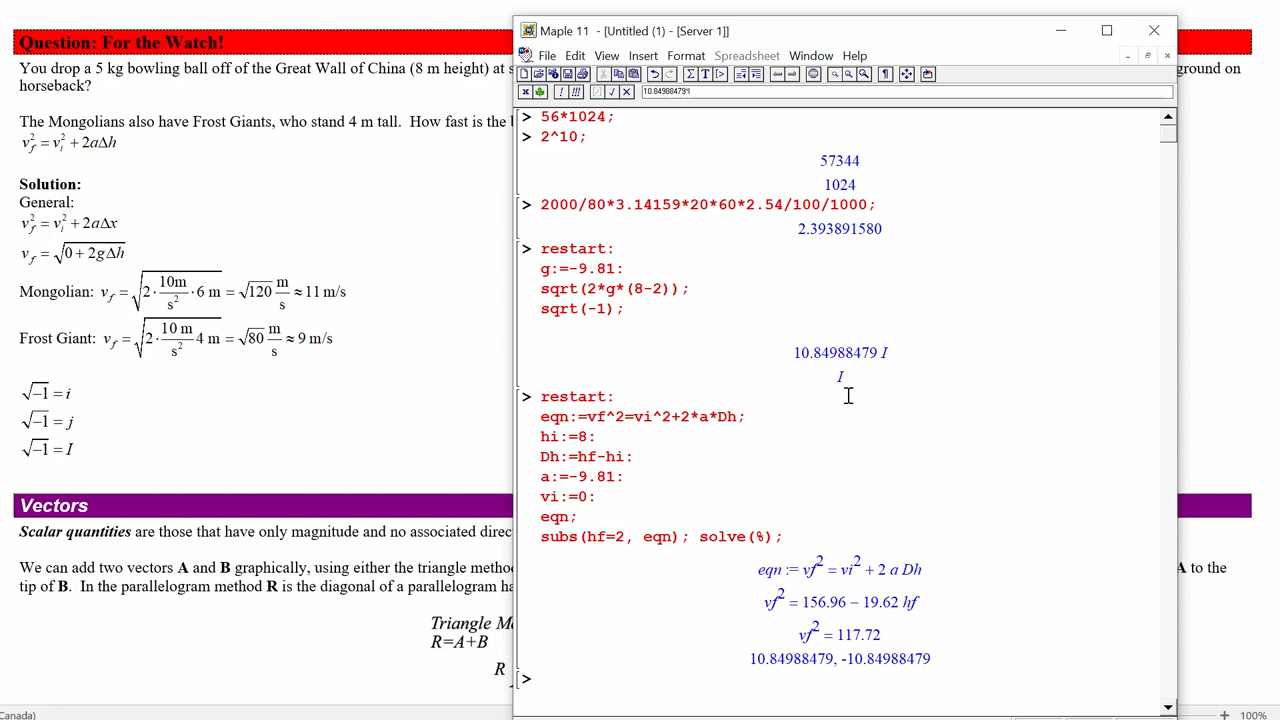 Question: For the Watch!
You drop a 5 kg bowling ball off of the Great Wall of China (8 m height) at s
ground on
horseback?
The Mongolians also have Frost Giants, who stand 4 m tall. How fast is the b
v_f^2 = v_i^2 + 2aΔh
Solution:
General:
v_f^2 = v_i^2 + 2aΔx
v_f = √(0 + 2gΔh)
Mongolian: v_f = √(2 · 10m/s² · 6 m) = √120 m/s ≈ 11 m/s
Frost Giant: v_f = √(2 · 10 m/s² 4 m) = √80 m/s ≈ 9 m/s
√−1 = i
√−1 = j
√−1 = I
Vectors
Scalar quantities are those that have only magnitude and no associated direc
We can add two vectors A and B graphically, using either the triangle metho
A to the
tip of B. In the parallelogram method R is the diagonal of a parallelogram ha
Triangle M
R=A+B
R
Canada)
100%
Maple 11 - [Untitled (1) - [Server 1]]
File Edit View Insert Format Spreadsheet Window Help
10.84988479*I
> 56*1024;
> 2^10;
57344
1024
> 2000/80*3.14159*20*60*2.54/100/1000;
2.393891580
> restart:
g:=-9.81:
sqrt(2*g*(8-2));
sqrt(-1);
10.84988479 I
I
> restart:
eqn:=vf^2=vi^2+2*a*Dh;
hi:=8:
Dh:=hf-hi:
a:=-9.81:
vi:=0:
eqn;
subs(hf=2, eqn); solve(%);
eqn := vf² = vi² + 2 a Dh
vf² = 156.96 − 19.62 hf
vf² = 117.72
10.84988479, -10.84988479
>